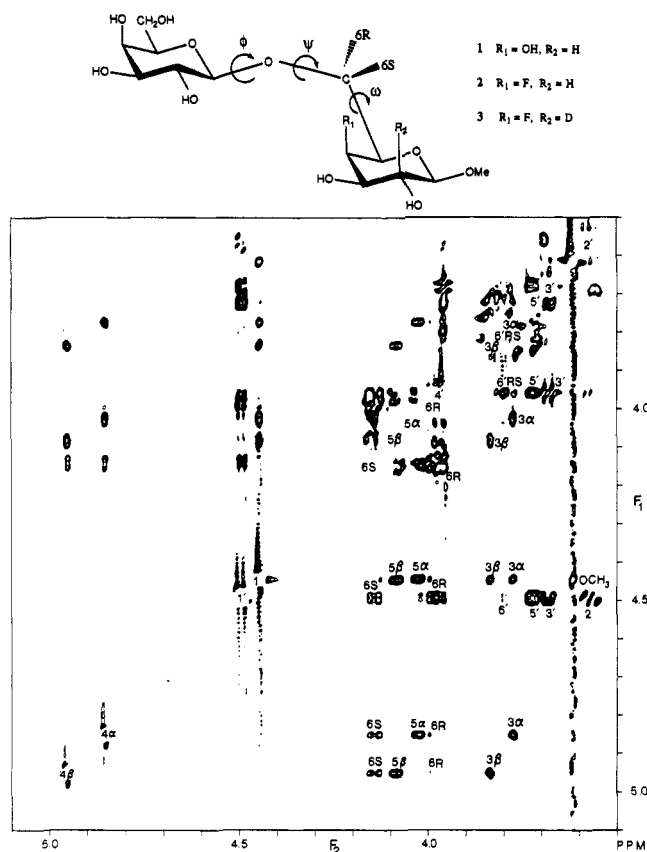 CH₂OH
HO
O
HO
HO
ϕ
O
ψ
6R
6S
C
ω
R₁
R₂
O
OMe
HO
HO
1 R₁ = OH, R₂ = H
2 R₁ = F, R₂ = H
3 R₁ = F, R₂ = D
2'
5' 3'
3α
3β 6'RS
6'RS 5' 3'
4'
6R
5α 3α
5β 3β
6S 6R
4.0
F₁
5β 5α 3β 3α OCH₃
6S 6R
1' 6' 5' 3' 2
4.5
4α 6S 5α 6R 3α
4β 6S 5β 6R 3β
5.0
5.0 4.5 F₂ 4.0 PPM